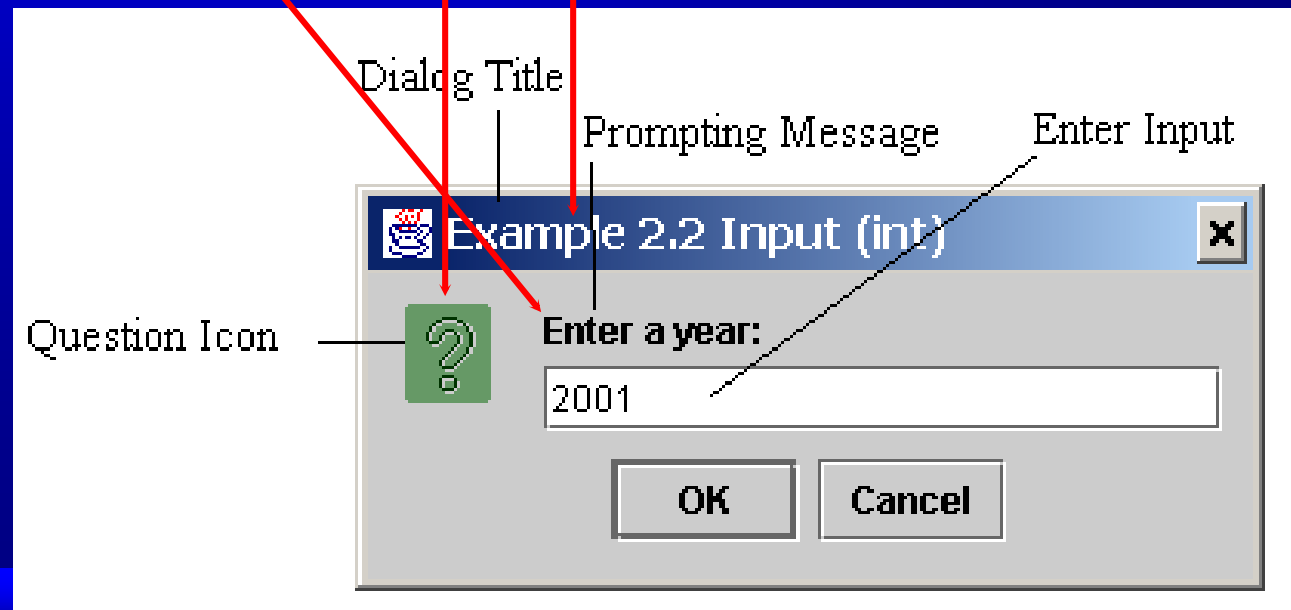 Dialog Title
Prompting Message
Enter Input
Example 2.2 Input (int)
Question Icon
?
Enter a year:
2001
OK
Cancel